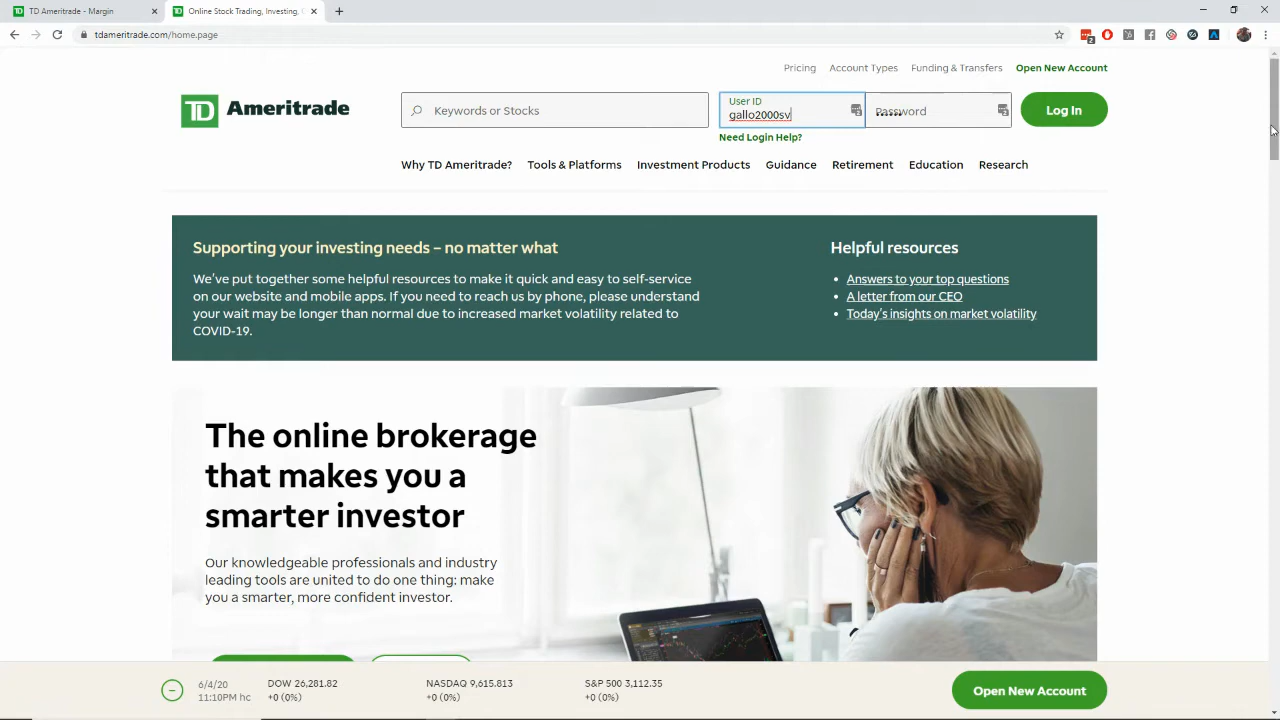 TD Ameritrade - Margin
Online Stock Trading, Investing, O
tdameritrade.com/home.page
Pricing Account Types Funding & Transfers Open New Account
TD Ameritrade
Keywords or Stocks
User ID
gallo2000sv
Password
Log In
Need Login Help?
Why TD Ameritrade? Tools & Platforms Investment Products Guidance Retirement Education Research
Supporting your investing needs – no matter what
We've put together some helpful resources to make it quick and easy to self-service
on our website and mobile apps. If you need to reach us by phone, please understand
your wait may be longer than normal due to increased market volatility related to
COVID-19.
Helpful resources
• Answers to your top questions
• A letter from our CEO
• Today's insights on market volatility
The online brokerage
that makes you a
smarter investor
Our knowledgeable professionals and industry
leading tools are united to do one thing: make
you a smarter, more confident investor.
6/4/20
11:10PM hc
DOW 26,281.82
+0 (0%)
NASDAQ 9,615.813
+0 (0%)
S&P 500 3,112.35
+0 (0%)
Open New Account